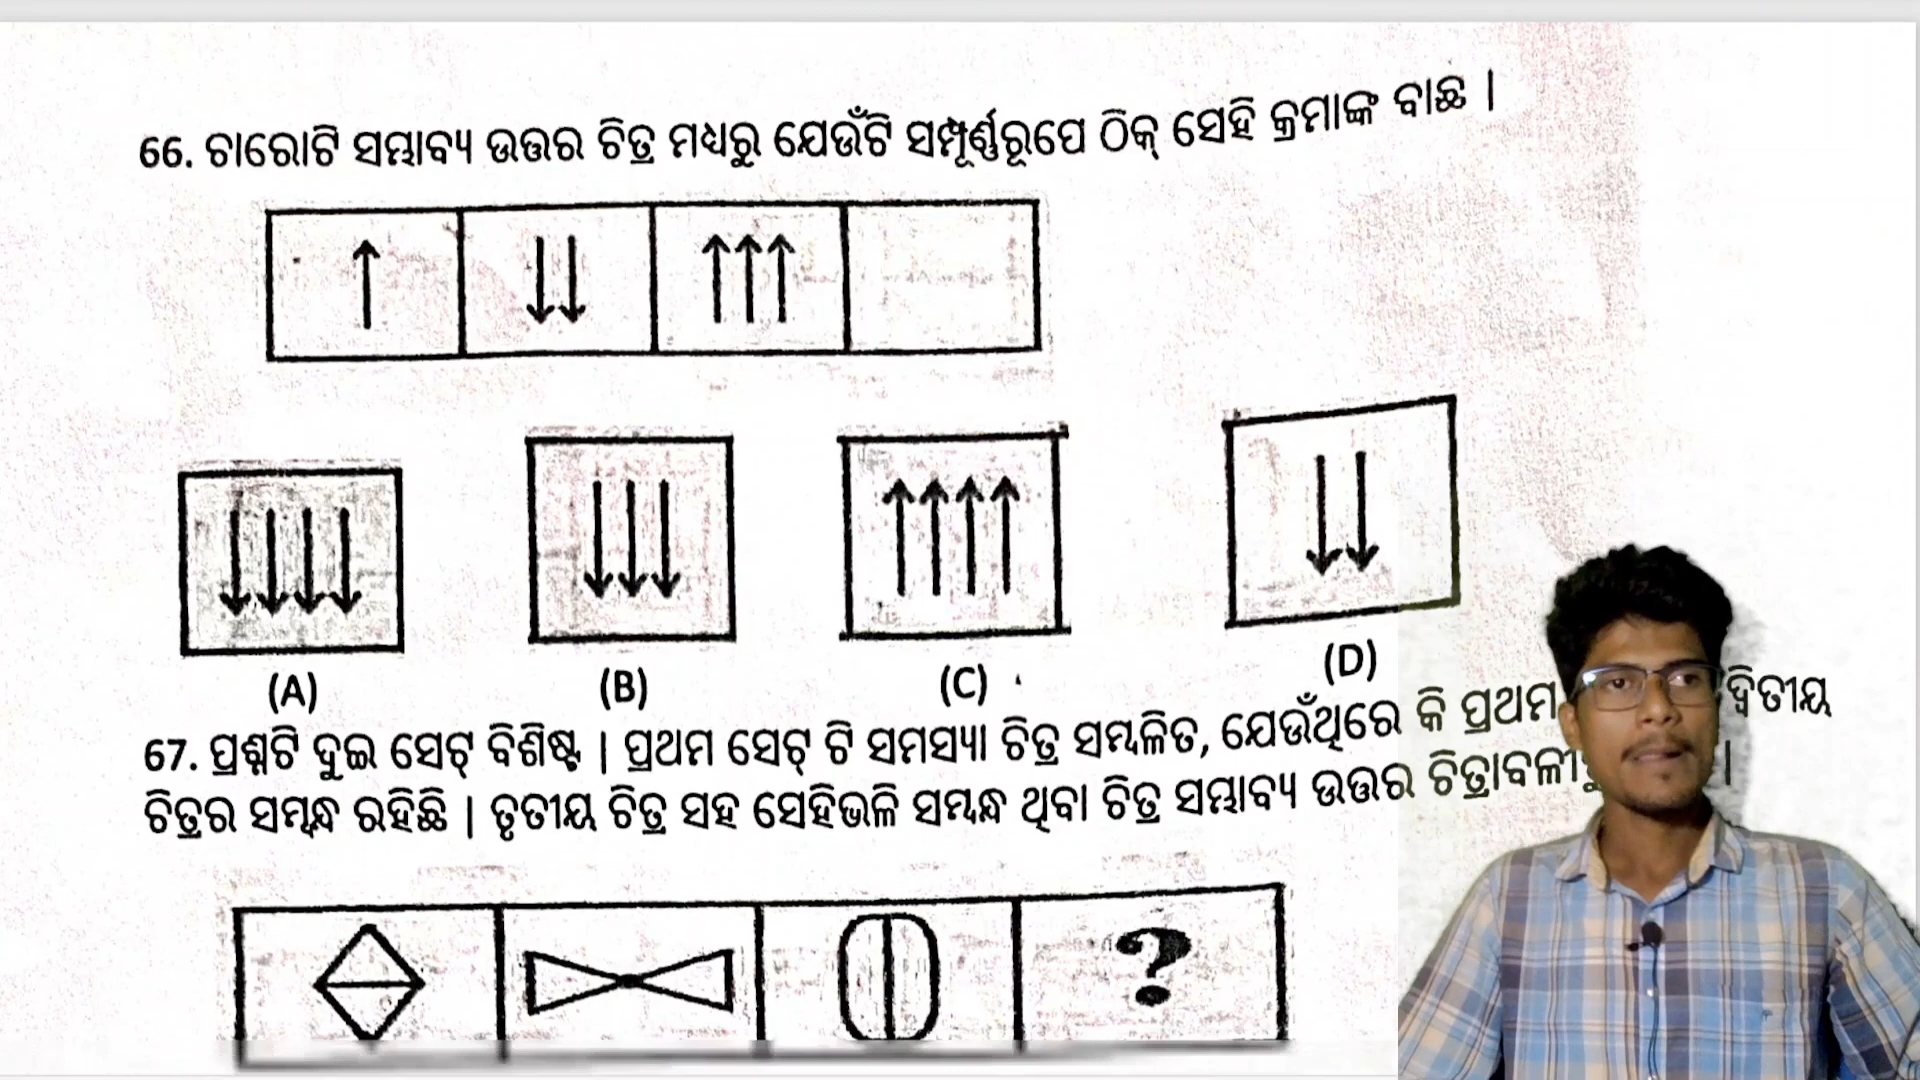 66. ଚାରୋଟି ସମ୍ଭାବ୍ୟ ଉତ୍ତର ଚିତ୍ର ମଧ୍ୟରୁ ଯେଉଁଟି ସମ୍ପୂର୍ଣ୍ଣରୂପେ ଠିକ୍ ସେହି କ୍ରମାଙ୍କ ବାଛ |
(A) (B) (C) (D)
67. ପ୍ରଶ୍ନଟି ଦୁଇ ସେଟ୍ ବିଶିଷ୍ଟ | ପ୍ରଥମ ସେଟ୍ ଟି ସମସ୍ୟା ଚିତ୍ର ସମ୍ବଳିତ, ଯେଉଁଥିରେ କି ପ୍ରଥମ ଦ୍ୱିତୀୟ
ଚିତ୍ରର ସମ୍ବନ୍ଧ ରହିଛି | ତୃତୀୟ ଚିତ୍ର ସହ ସେହିଭଳି ସମ୍ବନ୍ଧ ଥିବା ଚିତ୍ର ସମ୍ଭାବ୍ୟ ଉତ୍ତର |
?